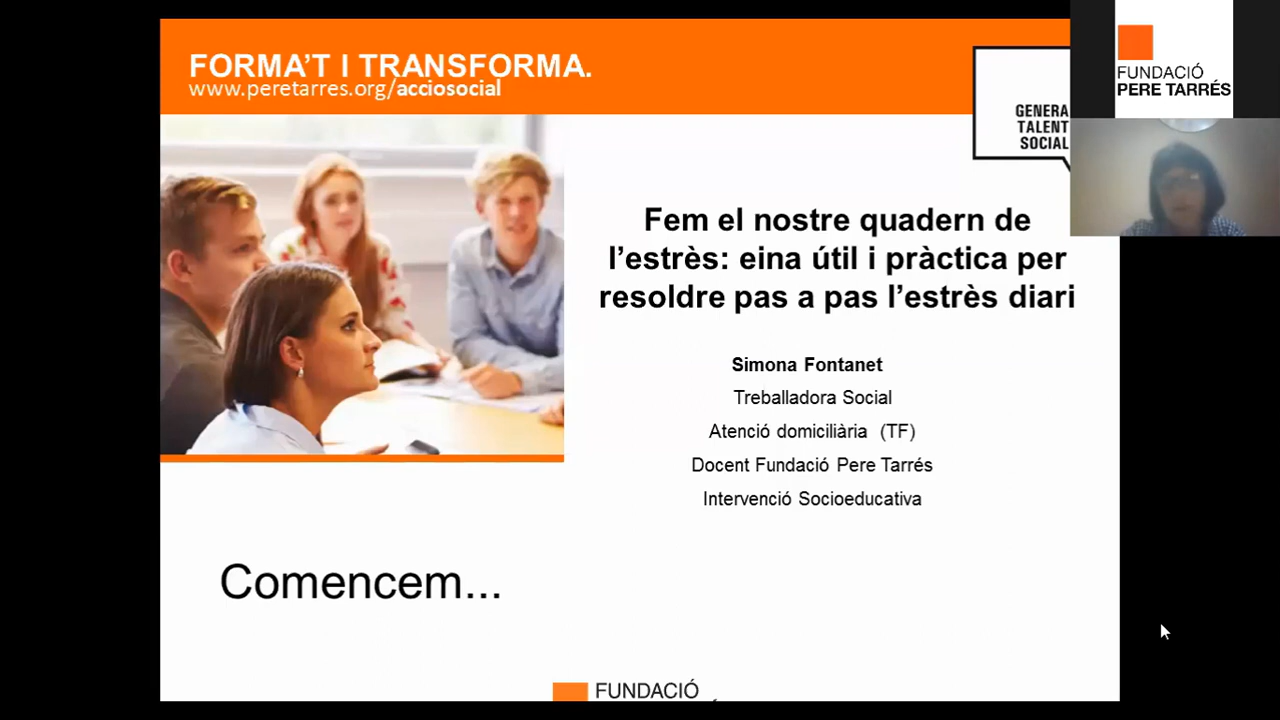 FORMA'T I TRANSFORMA.
www.peretarres.org/acciosocial
GENERA
TALENT
SOCIAL
FUNDACIÓ
PERE TARRÉS
Fem el nostre quadern de
l'estrès: eina útil i pràctica per
resoldre pas a pas l'estrès diari
Simona Fontanet
Treballadora Social
Atenció domiciliària (TF)
Docent Fundació Pere Tarrés
Intervenció Socioeducativa
Comencem...
FUNDACIÓ